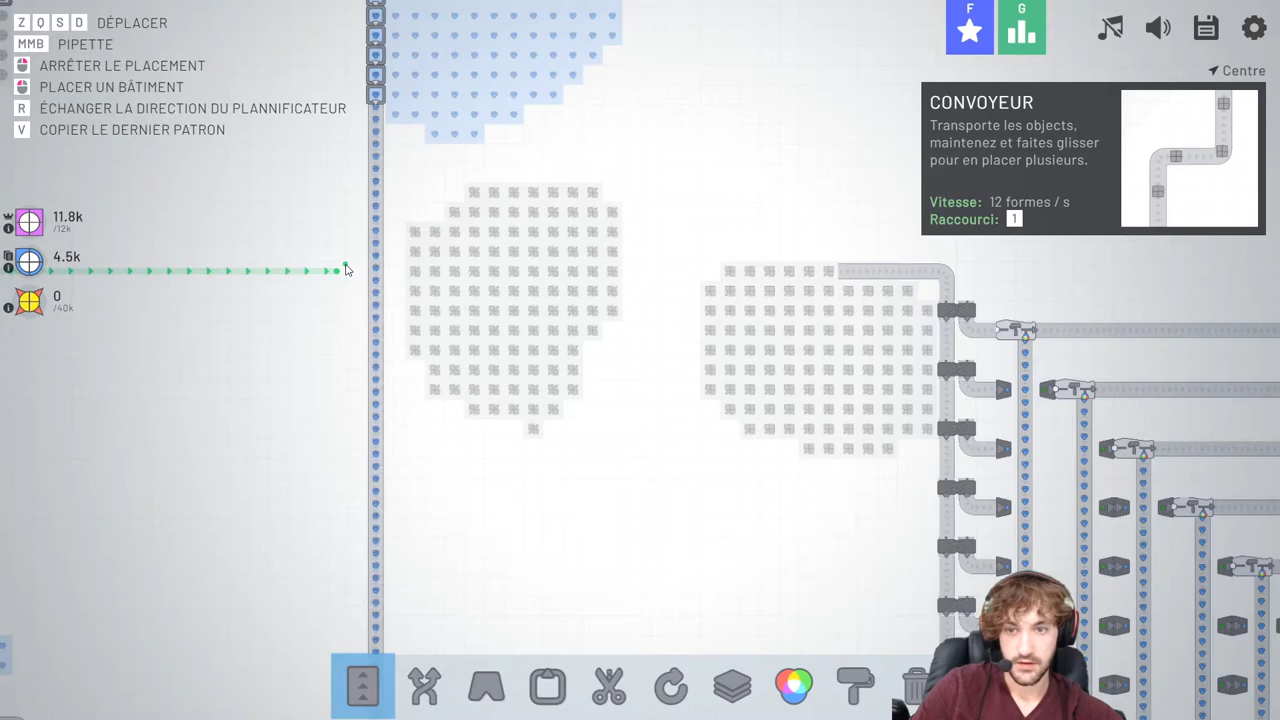 Z Q S D DÉPLACER
MMB PIPETTE
ARRÊTER LE PLACEMENT
PLACER UN BÂTIMENT
R ÉCHANGER LA DIRECTION DU PLANNIFICATEUR
V COPIER LE DERNIER PATRON
F G
Centre
CONVOYEUR
Transporte les objects,
maintenez et faites glisser
pour en placer plusieurs.
Vitesse: 12 formes / s
Raccourci: 1
11.8k
/12k
4.5k
0
/40k